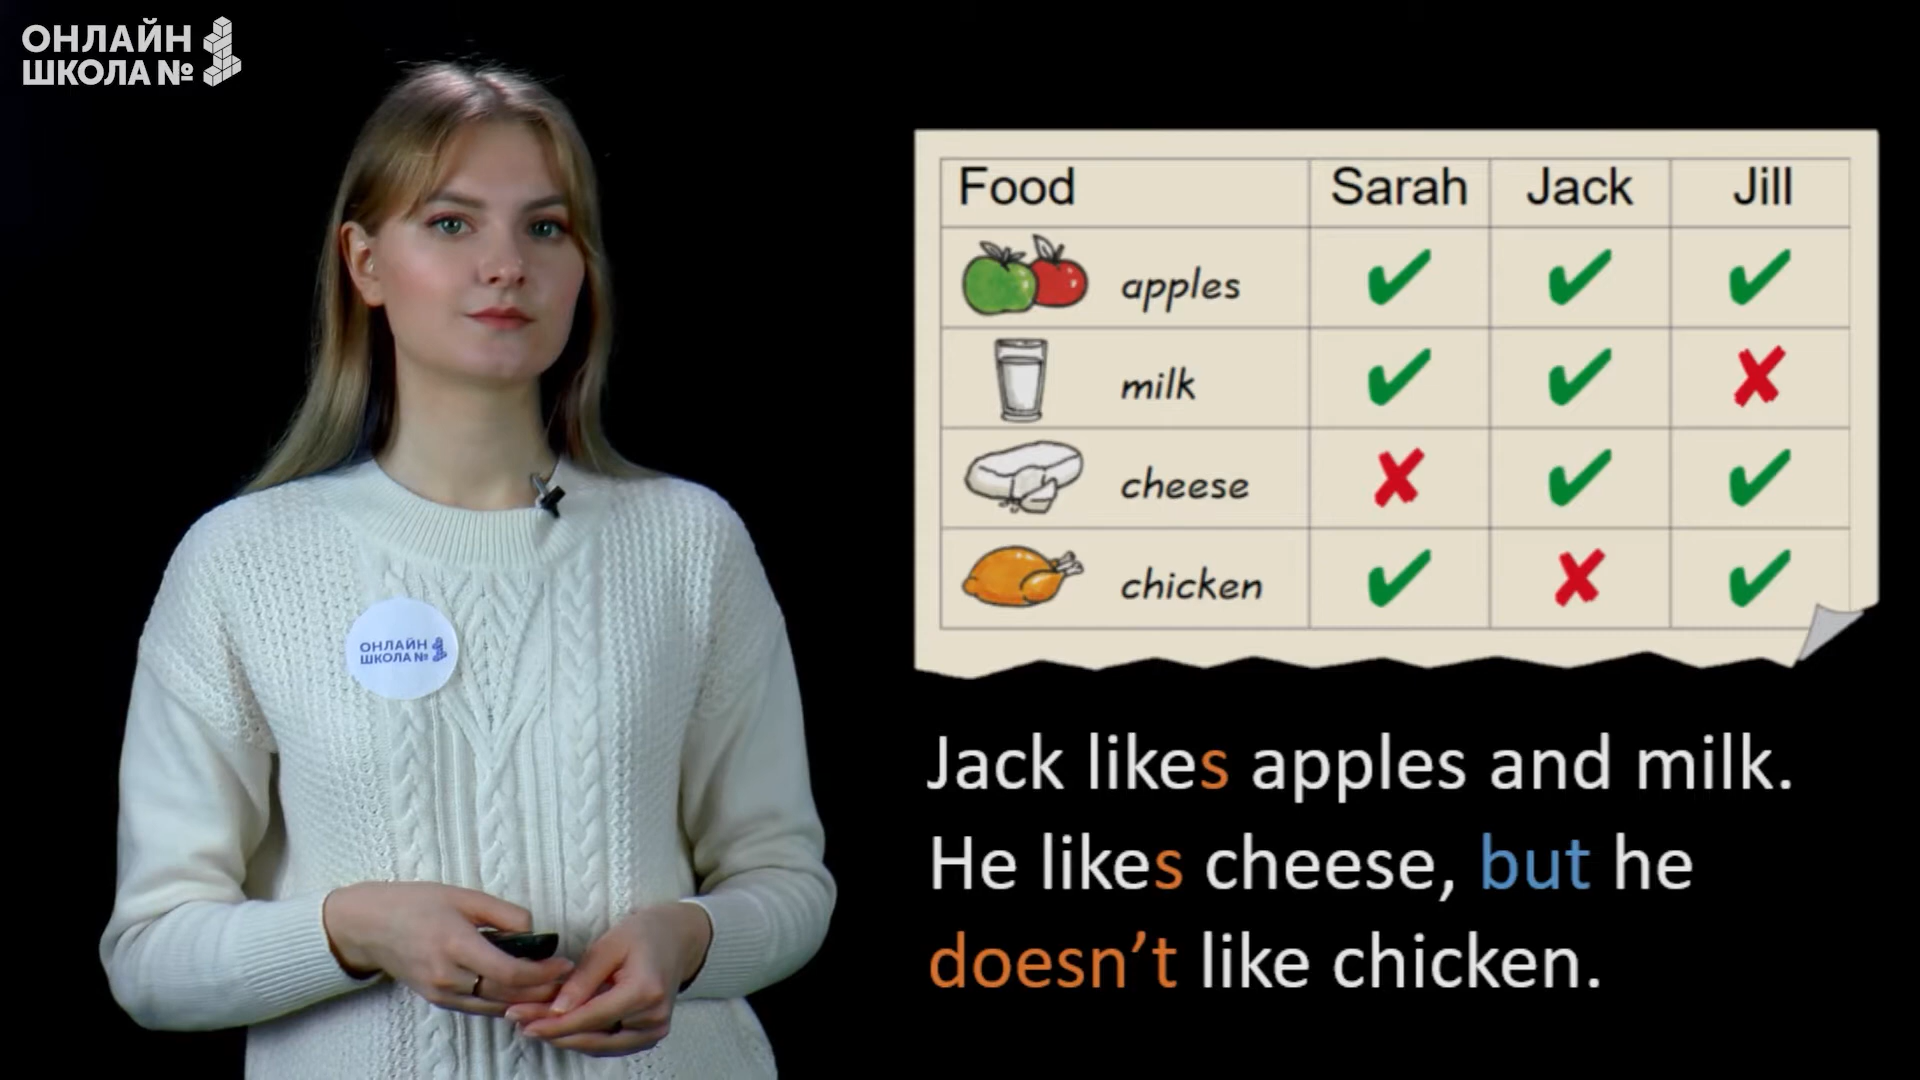 ОНЛАЙН
ШКОЛА №
Food Sarah Jack Jill
apples
milk
cheese
chicken
ОНЛАЙН
ШКОЛА №
Jack likes apples and milk.
He likes cheese, but he
doesn't like chicken.